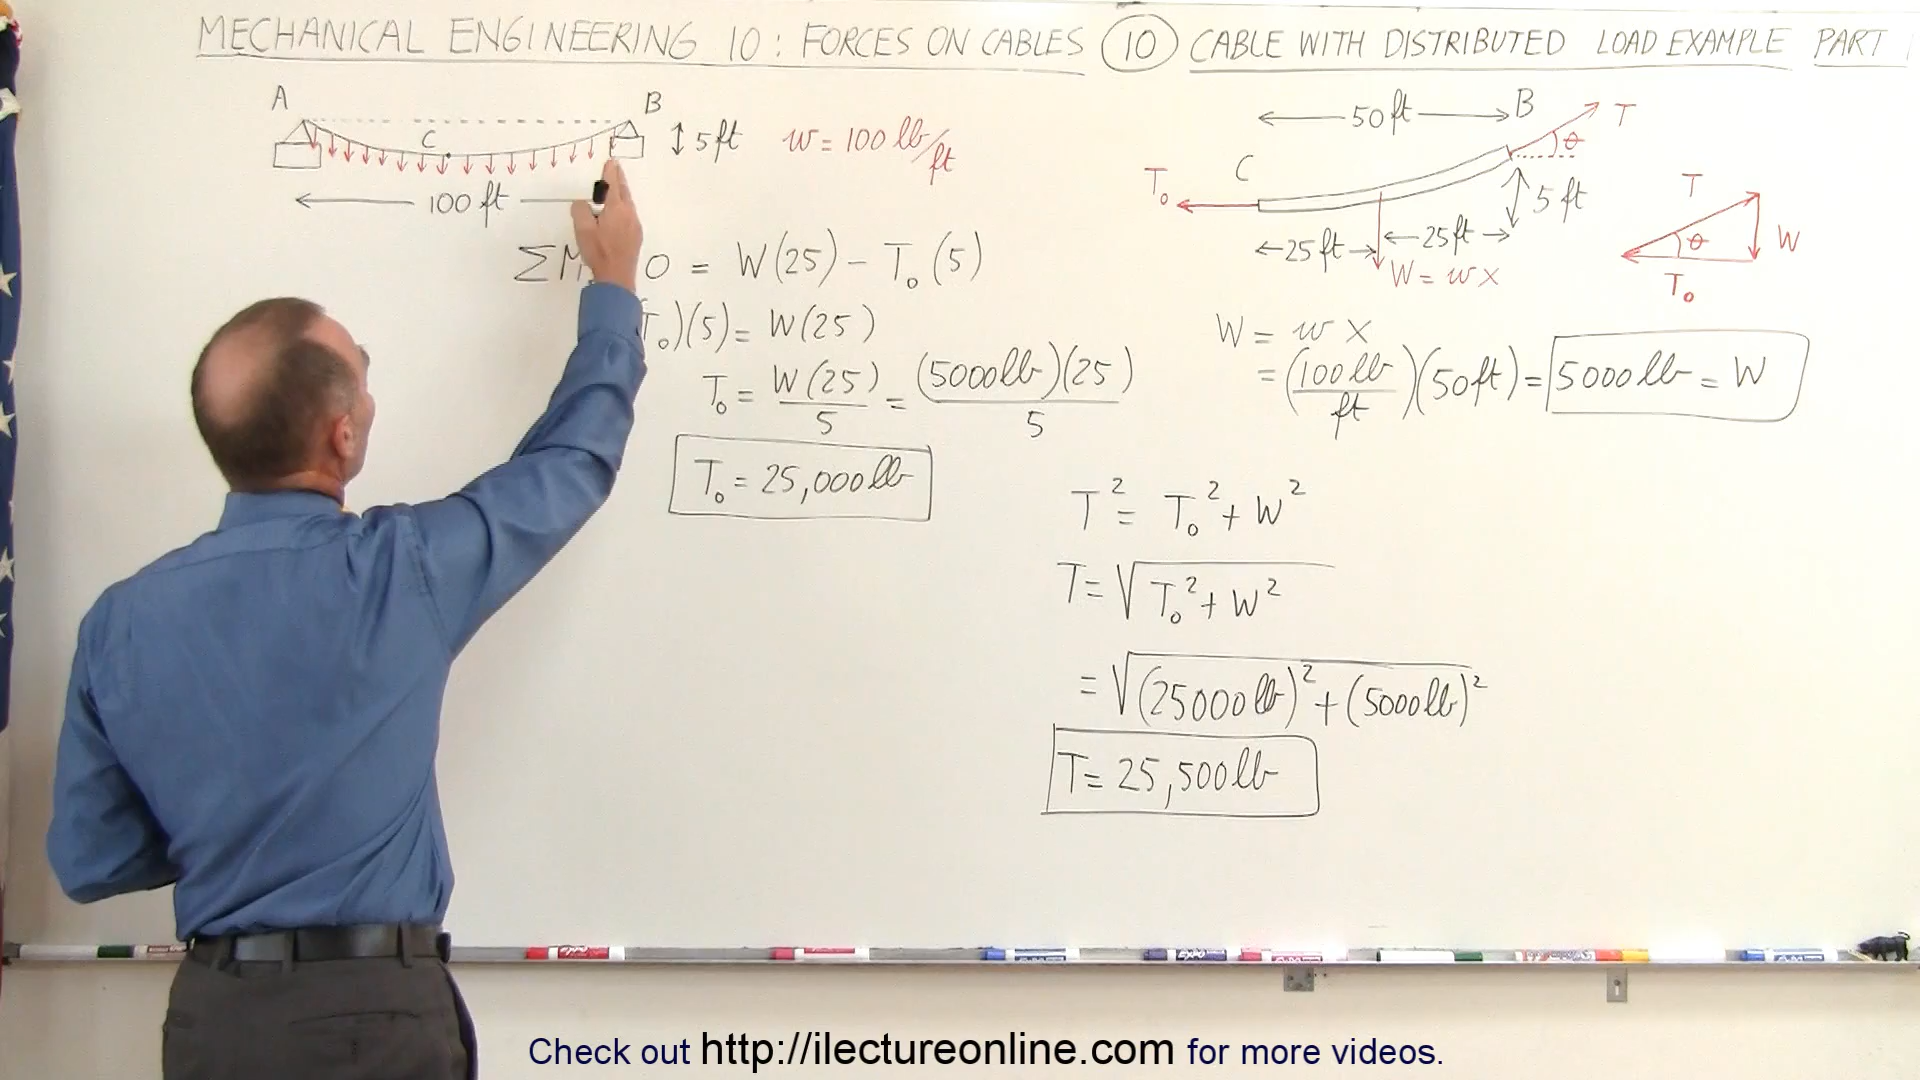 MECHANICAL ENGINEERING 10: FORCES ON CABLES 10 CABLE WITH DISTRIBUTED LOAD EXAMPLE PART
A
B
C
5 ft
w = 100 lb/ft
100 ft
50 ft
B
T
θ
C
T₀
5 ft
25 ft
25 ft
W = w x
T
θ
W
T₀
0 = W(25) - T₀(5)
T₀)(5) = W(25)
T₀ = W(25)/5 = (5000 lb)(25)/5
T₀ = 25,000 lb
W = w x
= (100 lb/ft)(50 ft) = 5000 lb = W
T² = T₀² + W²
T = √(T₀² + W²)
= √((25000 lb)² + (5000 lb)²)
T = 25,500 lb
Check out http://ilectureonline.com for more videos.